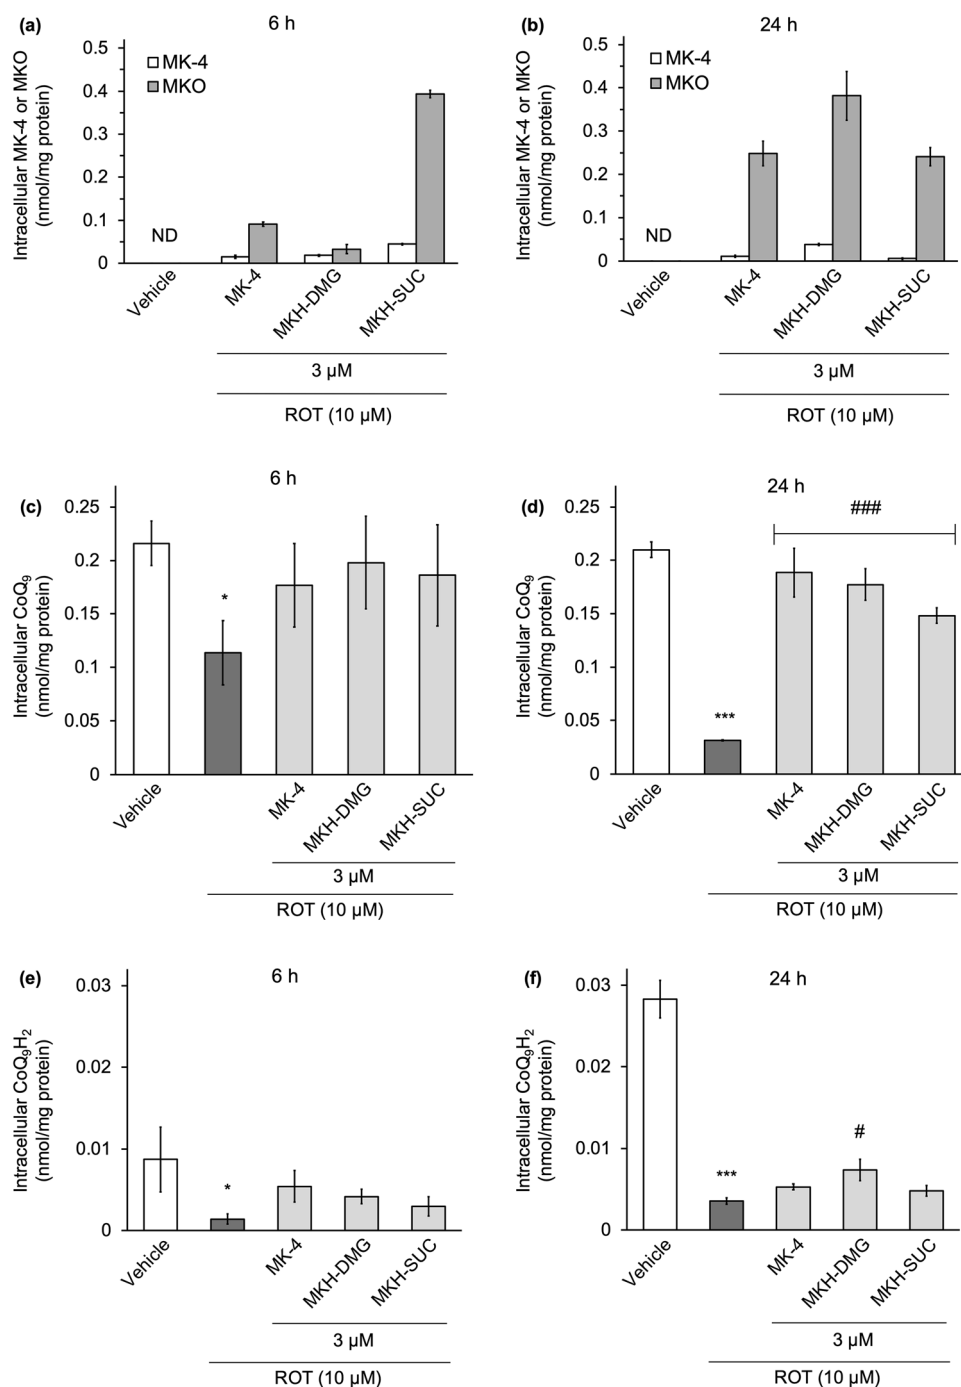 (a)
6 h
Intracellular MK-4 or MKO
(nmol/mg protein)
0.5
0.4
0.3
0.2
0.1
0
MK-4
MKO
ND
Vehicle
MK-4
MKH-DMG
MKH-SUC
3 µM
ROT (10 µM)
(b)
24 h
Intracellular MK-4 or MKO
(nmol/mg protein)
0.5
0.4
0.3
0.2
0.1
0
MK-4
MKO
ND
Vehicle
MK-4
MKH-DMG
MKH-SUC
3 µM
ROT (10 µM)
(c)
6 h
Intracellular CoQ₉
(nmol/mg protein)
0.25
0.2
0.15
0.1
0.05
0
*
Vehicle
MK-4
MKH-DMG
MKH-SUC
3 µM
ROT (10 µM)
(d)
24 h
Intracellular CoQ₉
(nmol/mg protein)
0.25
0.2
0.15
0.1
0.05
0
***
###
Vehicle
MK-4
MKH-DMG
MKH-SUC
3 µM
ROT (10 µM)
(e)
6 h
Intracellular CoQ₉H₂
(nmol/mg protein)
0.03
0.02
0.01
0
*
Vehicle
MK-4
MKH-DMG
MKH-SUC
3 µM
ROT (10 µM)
(f)
24 h
Intracellular CoQ₉H₂
(nmol/mg protein)
0.03
0.02
0.01
0
***
#
Vehicle
MK-4
MKH-DMG
MKH-SUC
3 µM
ROT (10 µM)